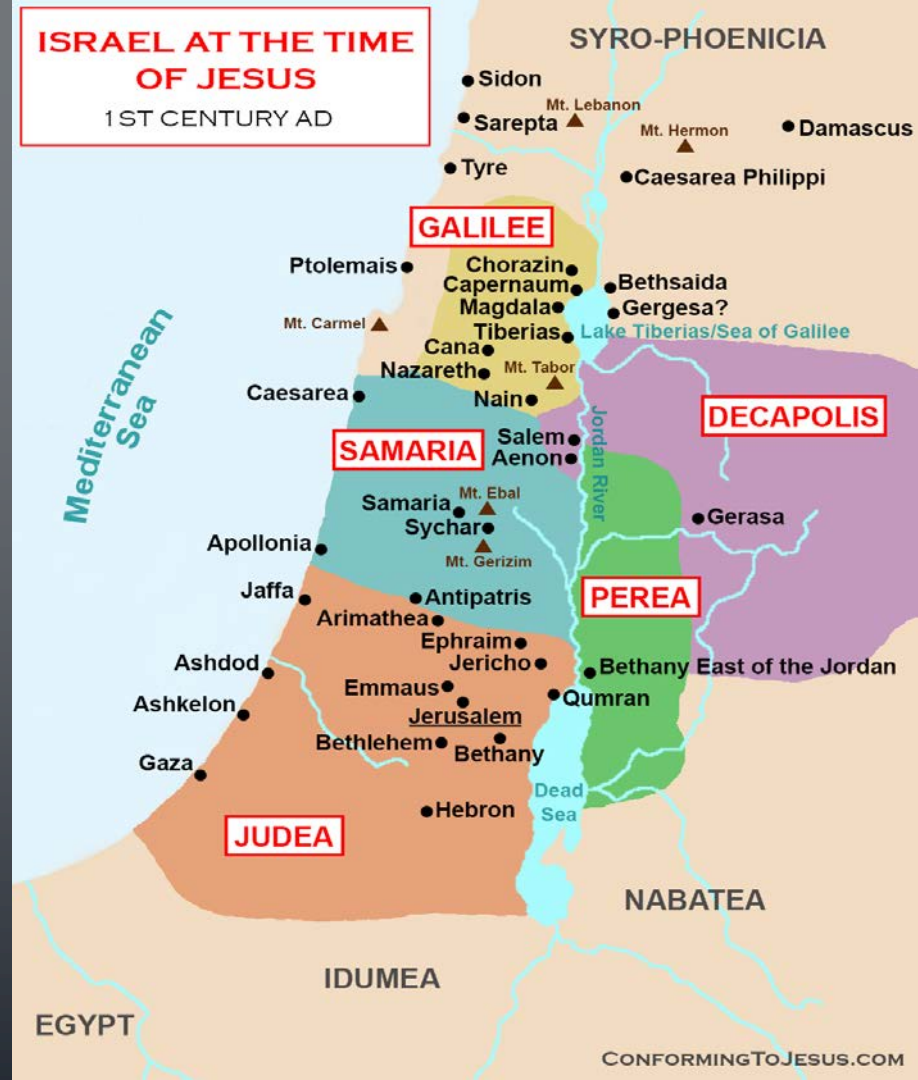 ISRAEL AT THE TIME
OF JESUS
1ST CENTURY AD
SYRO-PHOENICIA
Sidon
Mt. Lebanon
Sarepta
Mt. Hermon
Damascus
Tyre
Caesarea Philippi
GALILEE
Ptolemais
Chorazin
Capernaum
Bethsaida
Magdala
Gergesa?
Mt. Carmel
Tiberias
Lake Tiberias/Sea of Galilee
Cana
Nazareth
Mt. Tabor
Caesarea
Nain
Mediterranean
Sea
Jordan River
DECAPOLIS
SAMARIA
Salem
Aenon
Samaria
Mt. Ebal
Sychar
Gerasa
Mt. Gerizim
Apollonia
Jaffa
Antipatris
PEREA
Arimathea
Ephraim
Jericho
Bethany East of the Jordan
Ashdod
Emmaus
Qumran
Ashkelon
Jerusalem
Bethlehem
Bethany
Gaza
Dead
Sea
Hebron
JUDEA
NABATEA
IDUMEA
EGYPT
CONFORMINGTOJESUS.COM